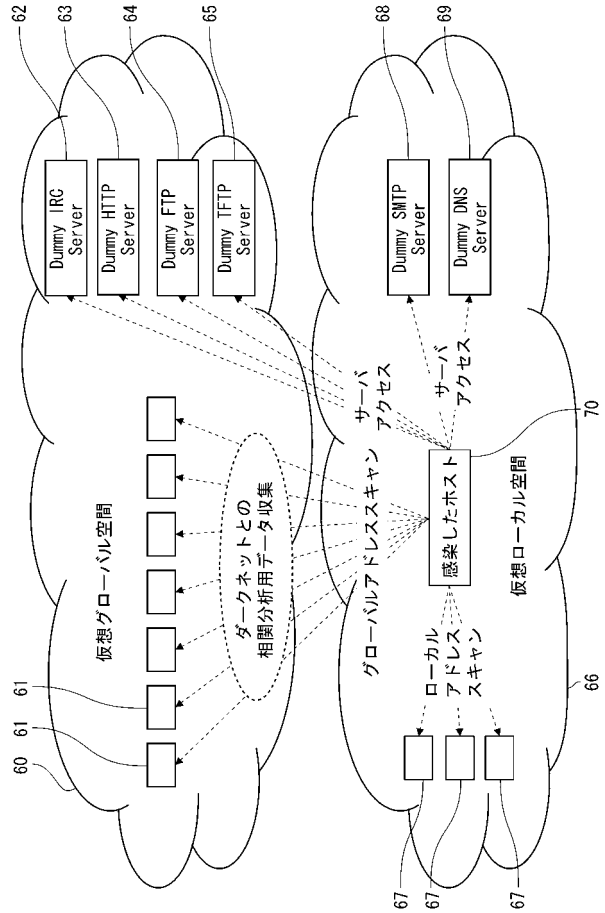 62
63
64
65
Dummy IRC
Server
Dummy HTTP
Server
Dummy FTP
Server
Dummy TFTP
Server
サーバ
アクセス
仮想グローバル空間
ダークネットとの
相関分析用データ収集
61
61
60
68
69
Dummy SMTP
Server
Dummy DNS
Server
サーバ
アクセス
グローバルアドレススキャン
感染したホスト
70
仮想ローカル空間
ローカル
アドレス
スキャン
66
67
67
67